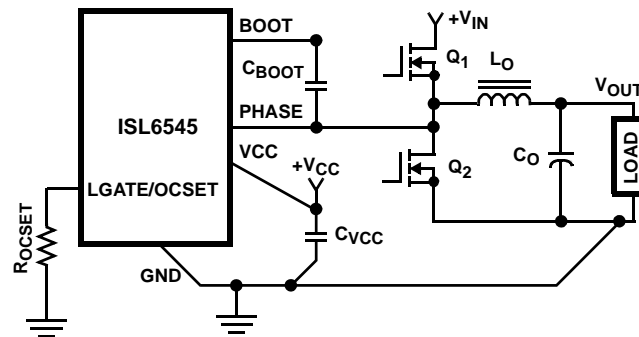 BOOT
+VIN
CBOOT
Q1
LO
VOUT
ISL6545
PHASE
VCC
+VCC
Q2
CO
LOAD
LGATE/OCSET
ROCSET
CVCC
GND